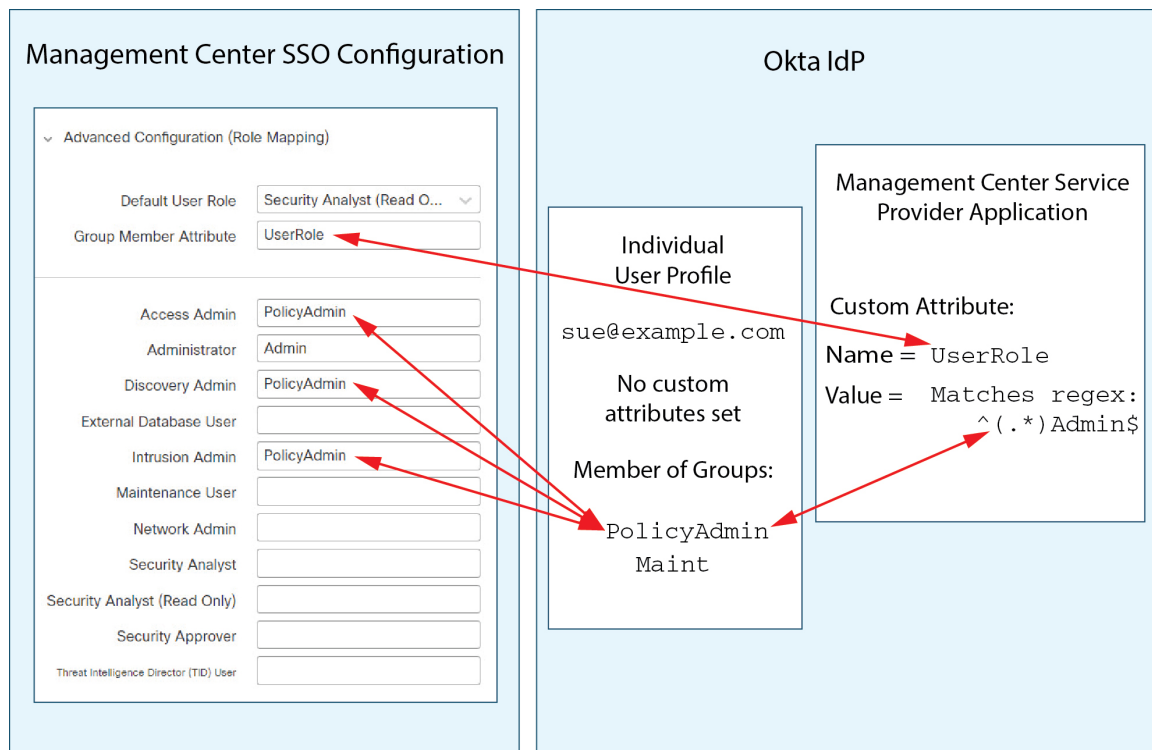 Management Center SSO Configuration
Advanced Configuration (Role Mapping)
Default User Role Security Analyst (Read O...
Group Member Attribute UserRole
Access Admin PolicyAdmin
Administrator Admin
Discovery Admin PolicyAdmin
External Database User
Intrusion Admin PolicyAdmin
Maintenance User
Network Admin
Security Analyst
Security Analyst (Read Only)
Security Approver
Threat Intelligence Director (TID) User
Okta IdP
Individual
User Profile
sue@example.com
No custom
attributes set
Member of Groups:
PolicyAdmin
Maint
Management Center Service
Provider Application
Custom Attribute:
Name = UserRole
Value = Matches regex:
^(.*)Admin$